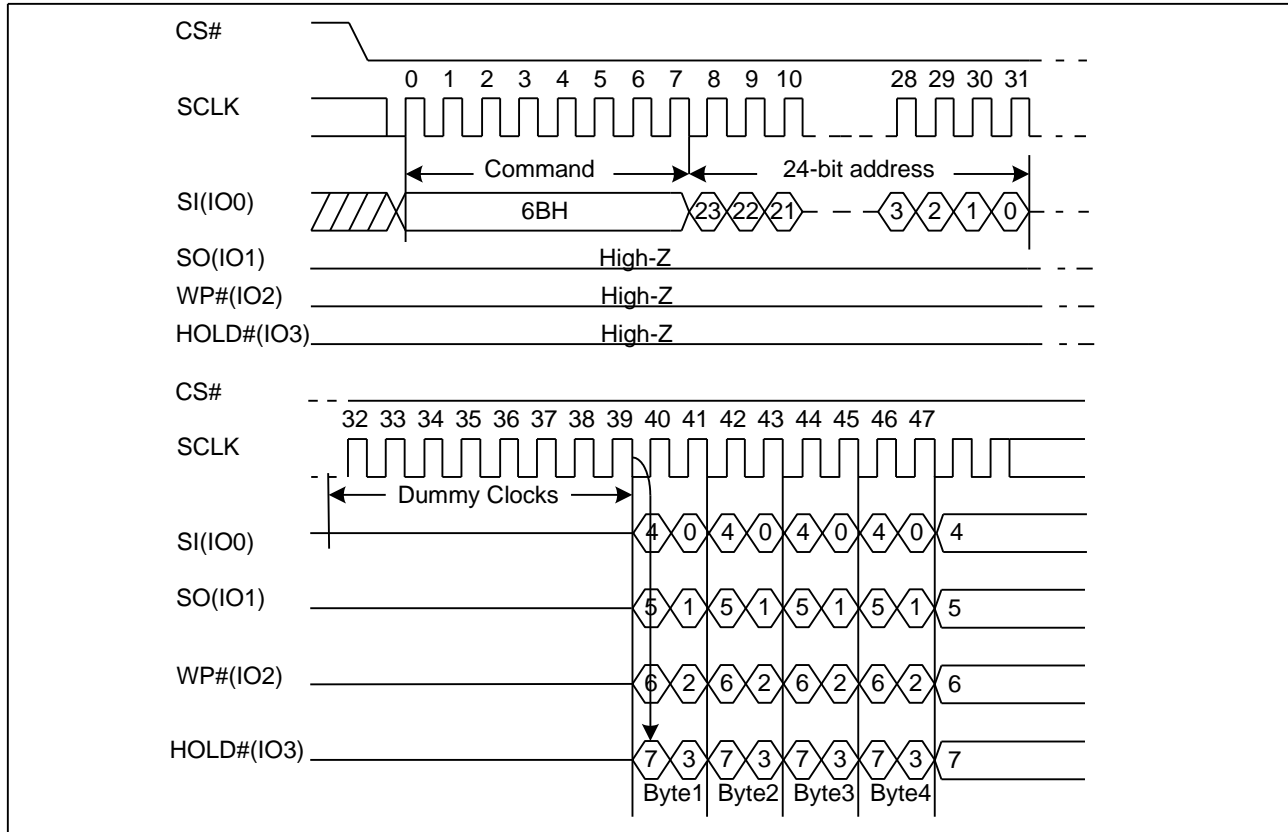 CS#
0 1 2 3 4 5 6 7 8 9 10 28 29 30 31
SCLK
Command 24-bit address
SI(IO0) 6BH 23 22 21 3 2 1 0
SO(IO1) High-Z
WP#(IO2) High-Z
HOLD#(IO3) High-Z
CS#
32 33 34 35 36 37 38 39 40 41 42 43 44 45 46 47
SCLK
Dummy Clocks
SI(IO0) 4 0 4 0 4 0 4 0 4
SO(IO1) 5 1 5 1 5 1 5 1 5
WP#(IO2) 6 2 6 2 6 2 6 2 6
HOLD#(IO3) 7 3 7 3 7 3 7 3 7
Byte1 Byte2 Byte3 Byte4